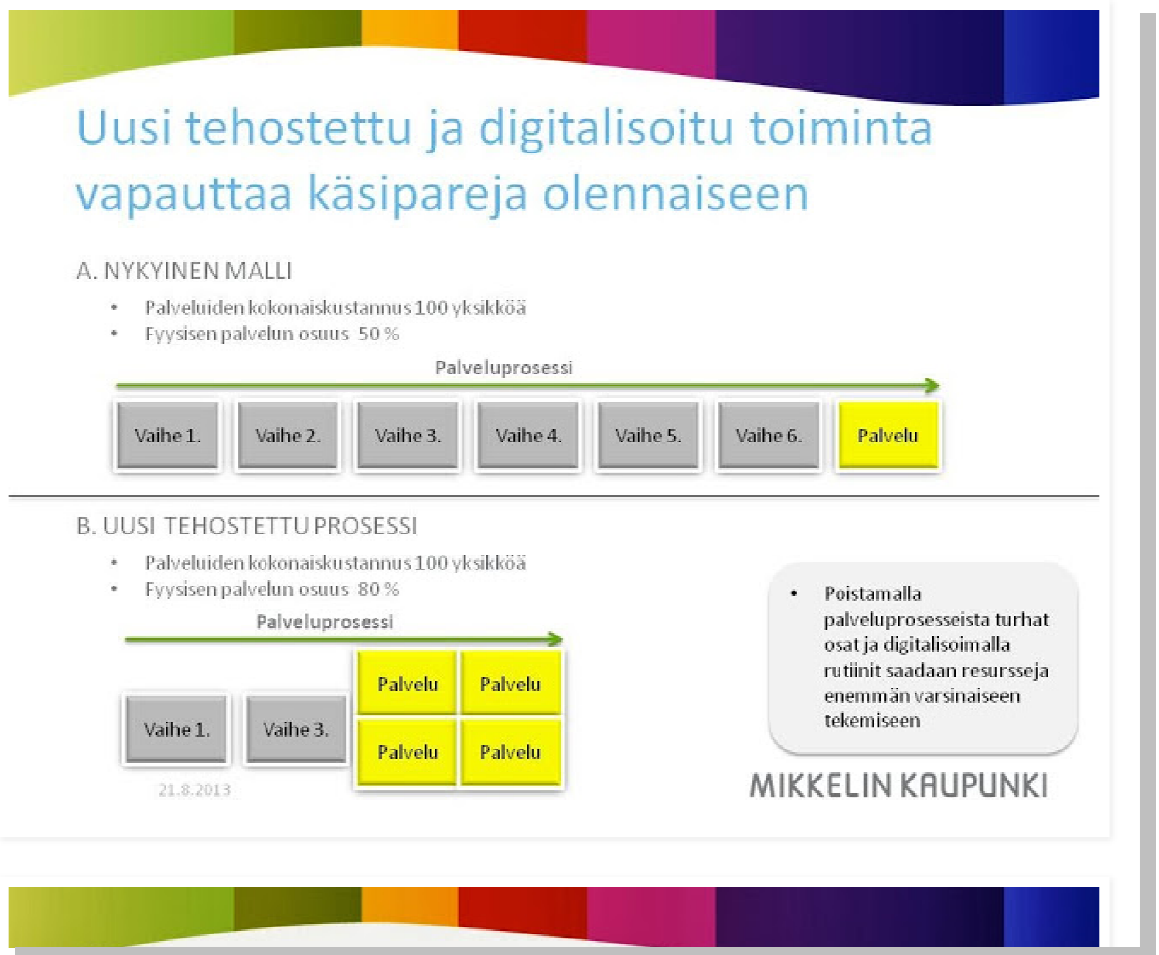 Uusi tehostettu ja digitalisoitu toiminta
vapauttaa käsipareja olennaiseen
A. NYKYINEN MALLI
• Palveluiden kokonaiskustannus 100 yksikköä
• Fyysisen palvelun osuus 50 %
Palveluprosessi
Vaihe 1. Vaihe 2. Vaihe 3. Vaihe 4. Vaihe 5. Vaihe 6. Palvelu
B. UUSI TEHOSTETTU PROSESSI
• Palveluiden kokonaiskustannus 100 yksikköä
• Fyysisen palvelun osuus 80 %
Palveluprosessi
Palvelu Palvelu
Vaihe 1. Vaihe 3.
Palvelu Palvelu
• Poistamalla
palveluprosesseista turhat
osat ja digitalisoimalla
rutiinit saadaan resursseja
enemmän varsinaiseen
tekemiseen
21.8.2013
MIKKELIN KAUPUNKI